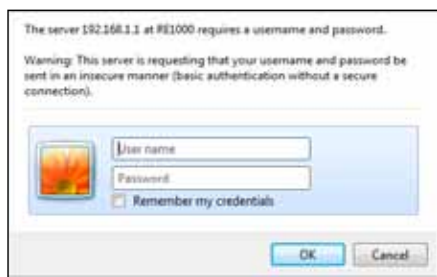 The server 192.168.1.1 at RE1000 requires a username and password.
Warning: This server is requesting that your username and password be
sent in an insecure manner (basic authentication without a secure
connection).
User name
Password
Remember my credentials
OK
Cancel